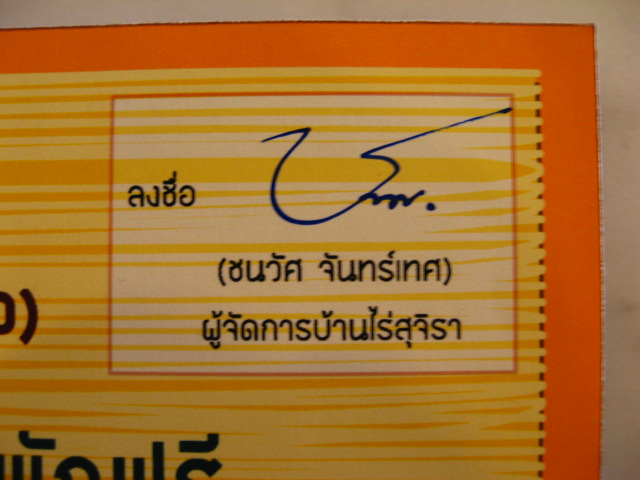 ลงชื่อ
(ชนวัศ จันทร์เทศ)
ผู้จัดการบ้านไร่สุจิรา